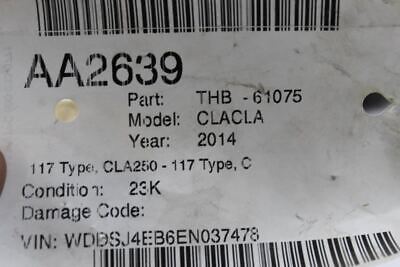 AA2639
Part: THB - 61075
Model: CLACLA
Year: 2014
117 Type, CLA250 - 117 Type, C
Condition: 23K
Damage Code:
VIN: WDDSJ4EB6EN037478